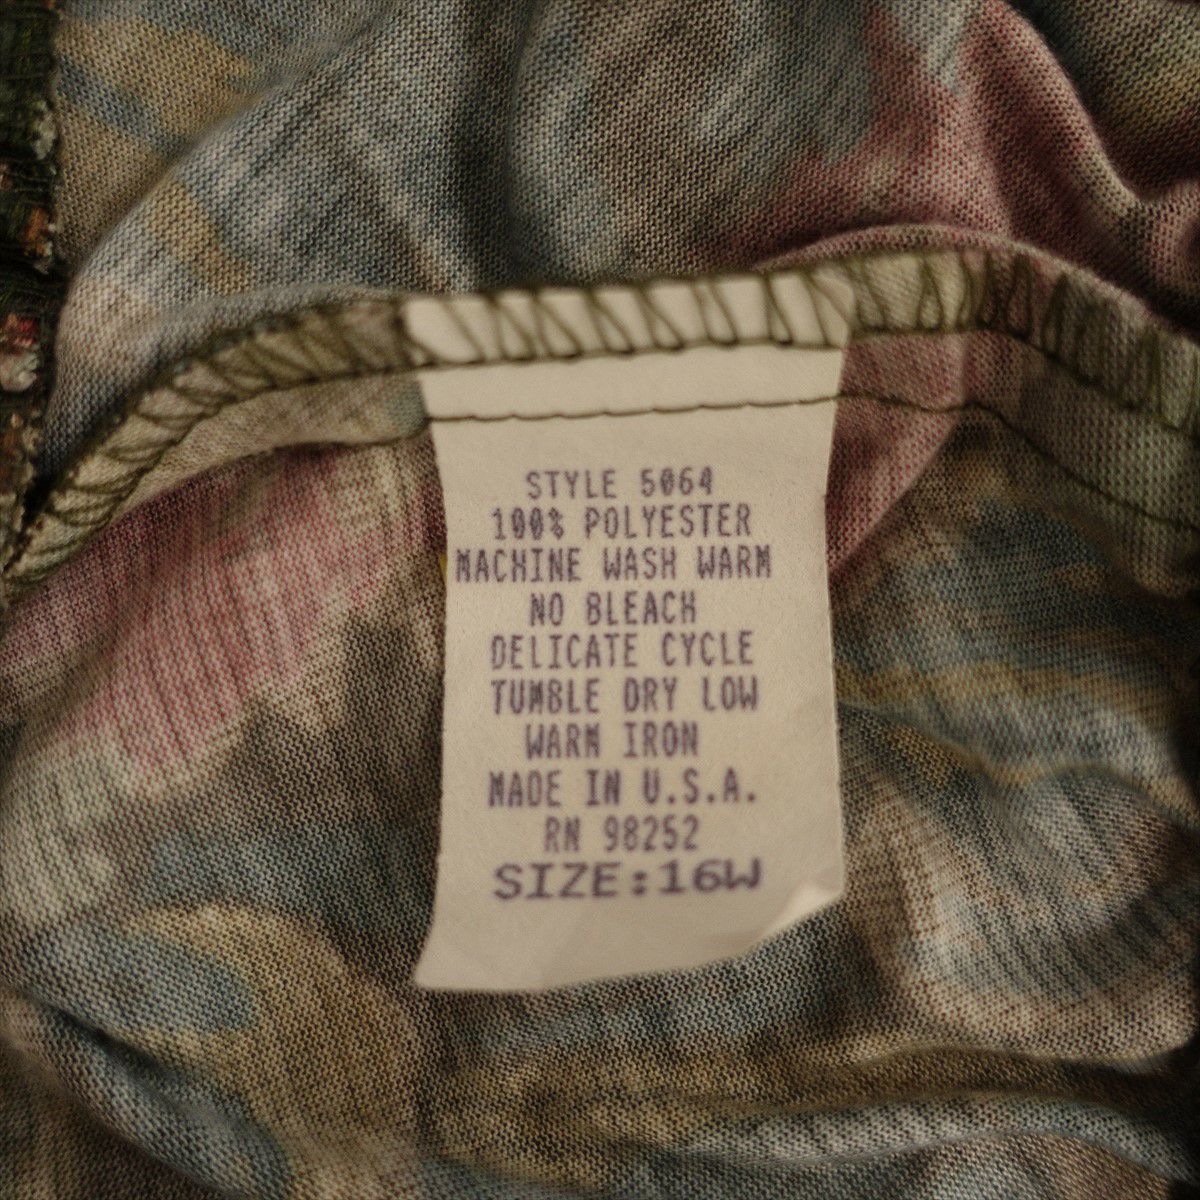 STYLE 5064
100% POLYESTER
MACHINE WASH WARM
NO BLEACH
DELICATE CYCLE
TUMBLE DRY LOW
WARM IRON
MADE IN U.S.A.
RN 98252
SIZE:16W